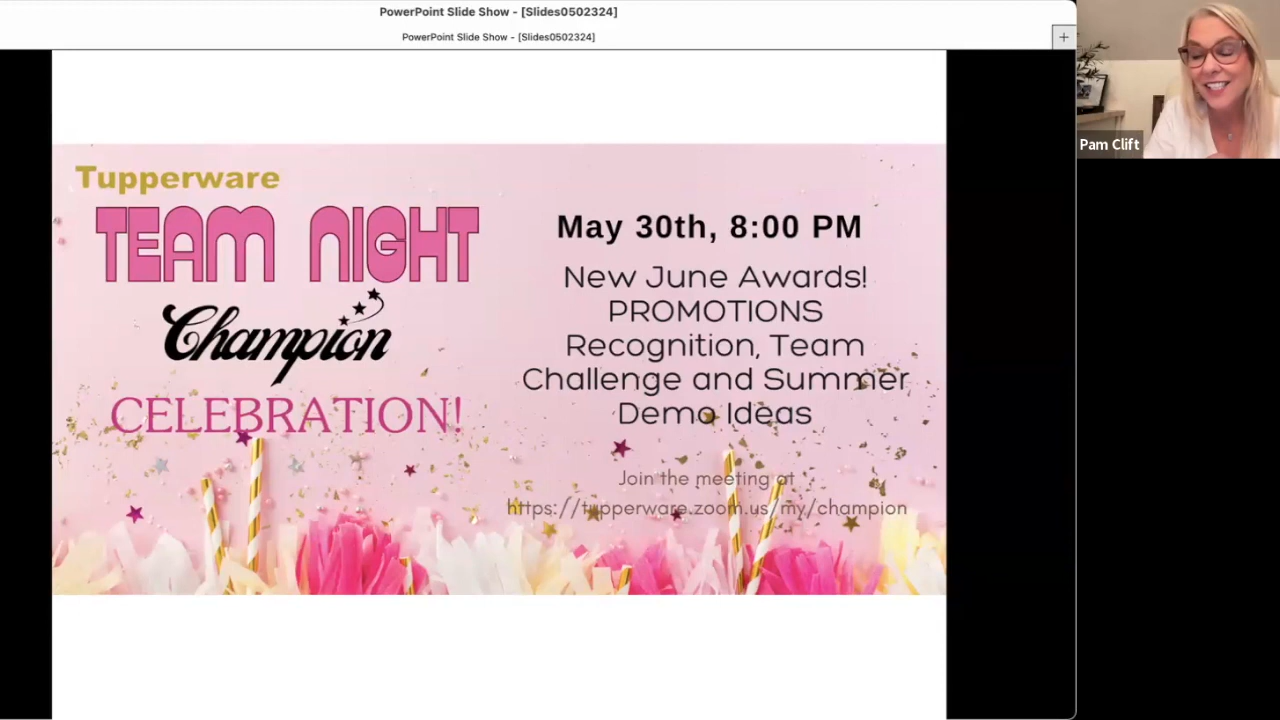 PowerPoint Slide Show - [Slides0502324]
PowerPoint Slide Show - [Slides0502324]
Pam Clift
Tupperware
TEAM NIGHT
Champion
CELEBRATION!
May 30th, 8:00 PM
New June Awards!
PROMOTIONS
Recognition, Team
Challenge and Summer
Demo Ideas
Join the meeting at
https://tupperware.zoom.us/my/champion